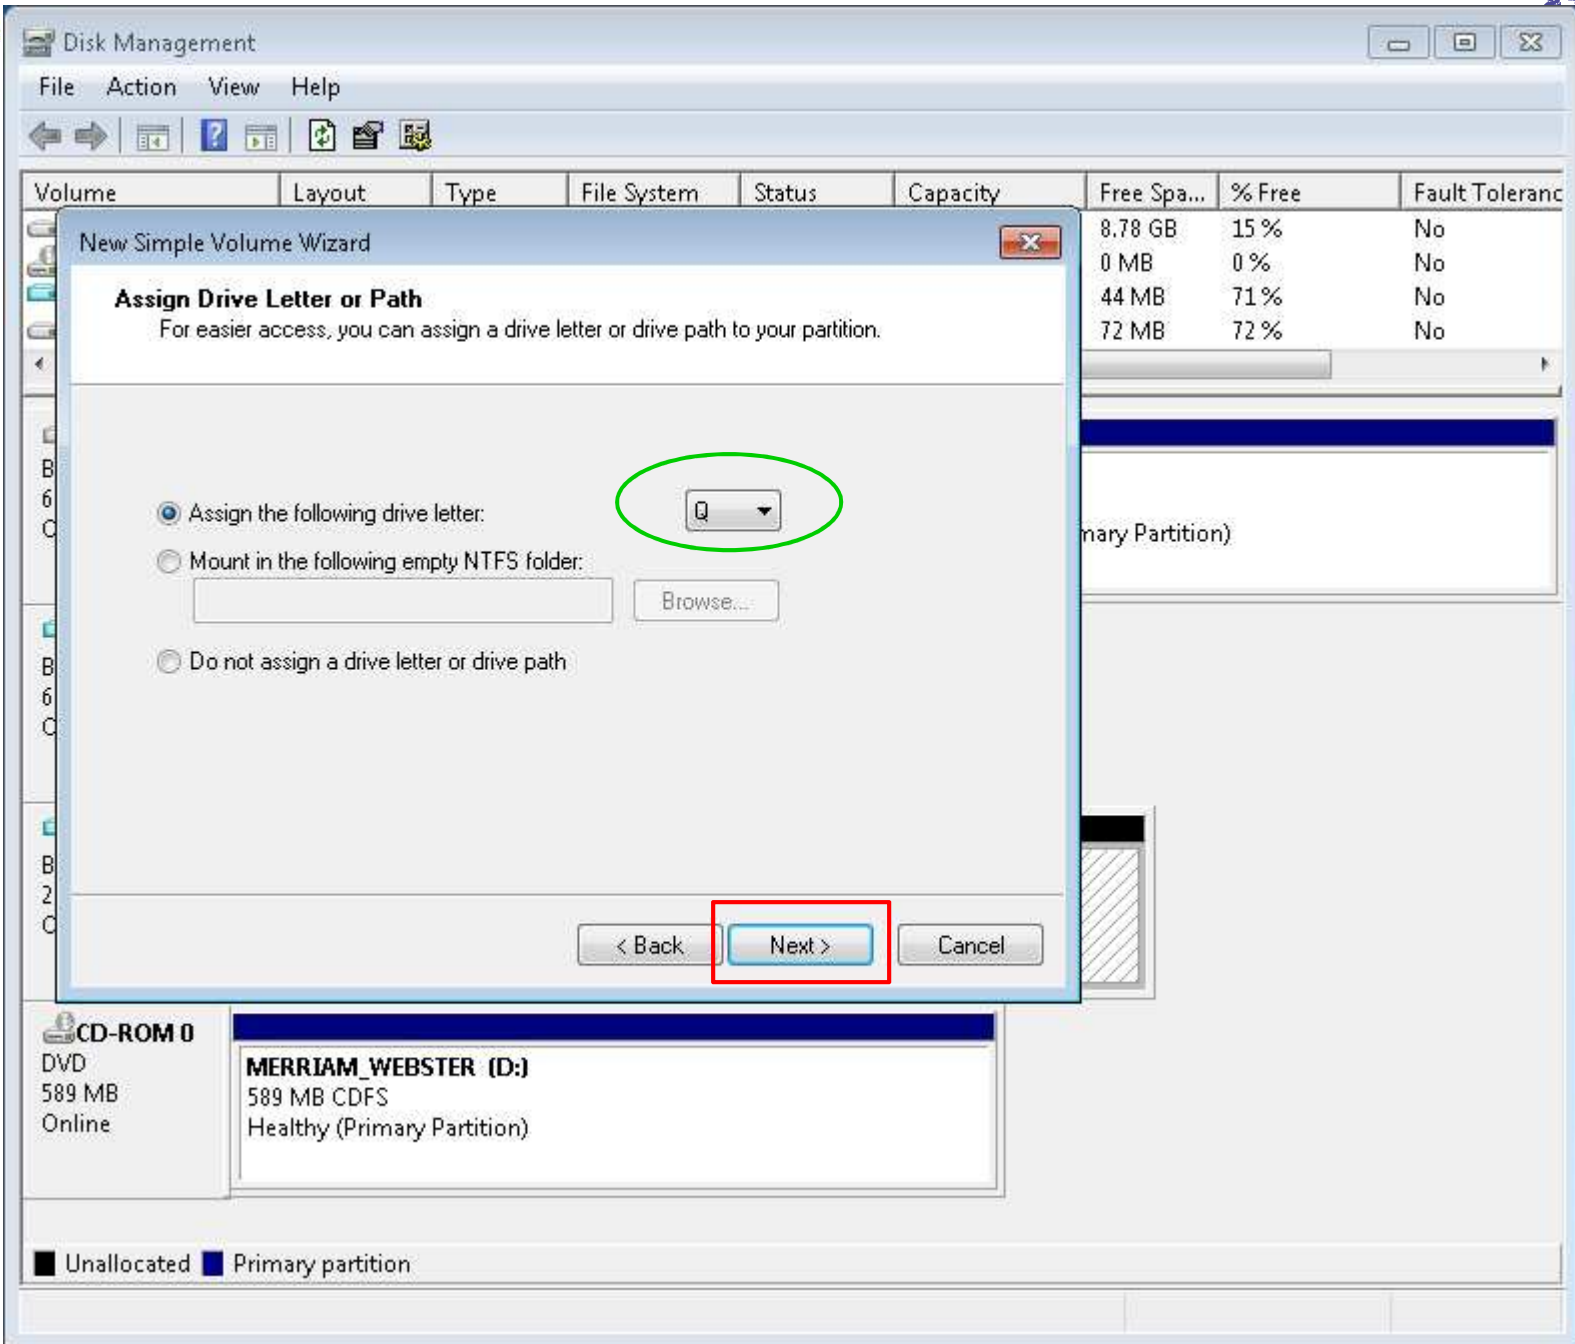 Disk Management
File Action View Help
Volume Layout Type File System Status Capacity Free Spa... % Free Fault Toleranc
8.78 GB 15 % No
0 MB 0 % No
44 MB 71 % No
72 MB 72 % No
New Simple Volume Wizard
Assign Drive Letter or Path
For easier access, you can assign a drive letter or drive path to your partition.
Assign the following drive letter: Q
Mount in the following empty NTFS folder:
Browse...
Do not assign a drive letter or drive path
< Back Next > Cancel
B
6
mary Partition)
B
6
B
2
CD-ROM 0
DVD
589 MB
Online
MERRIAM_WEBSTER (D:)
589 MB CDFS
Healthy (Primary Partition)
Unallocated Primary partition